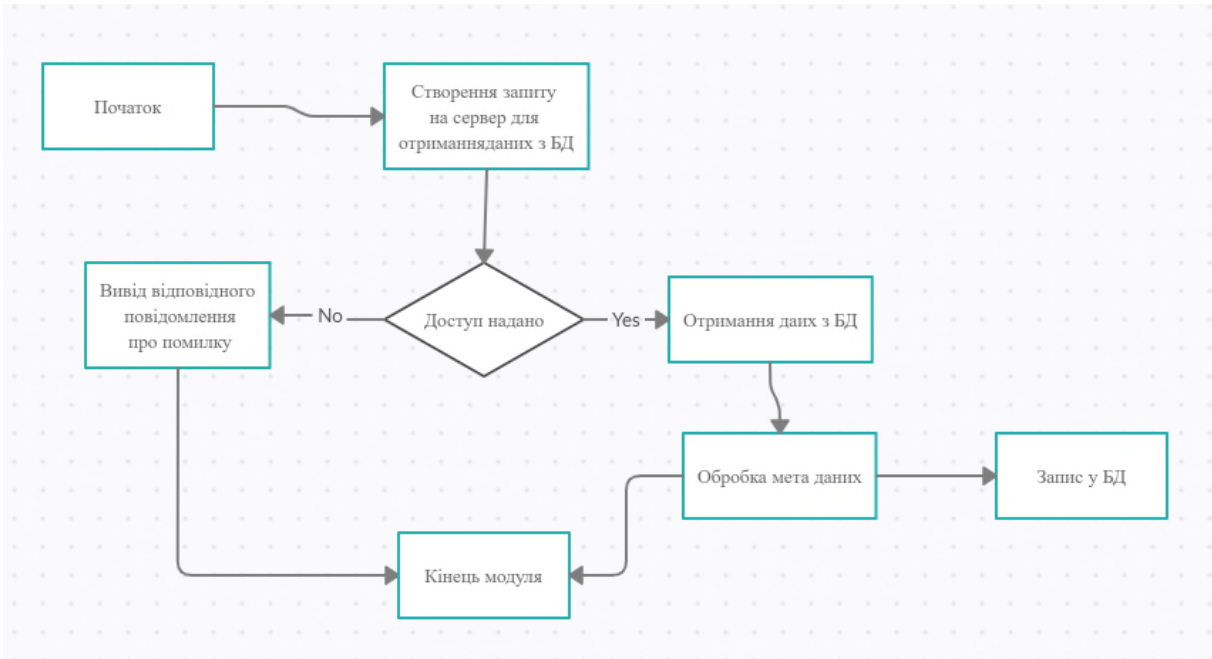 Початок
Створення запиту
на сервер для
отриманняданих з БД
Вивід відповідного
повідомлення
про помилку
No
Доступ надано
Yes
Отримання даих з БД
Обробка мета даних
Запис у БД
Кінець модуля